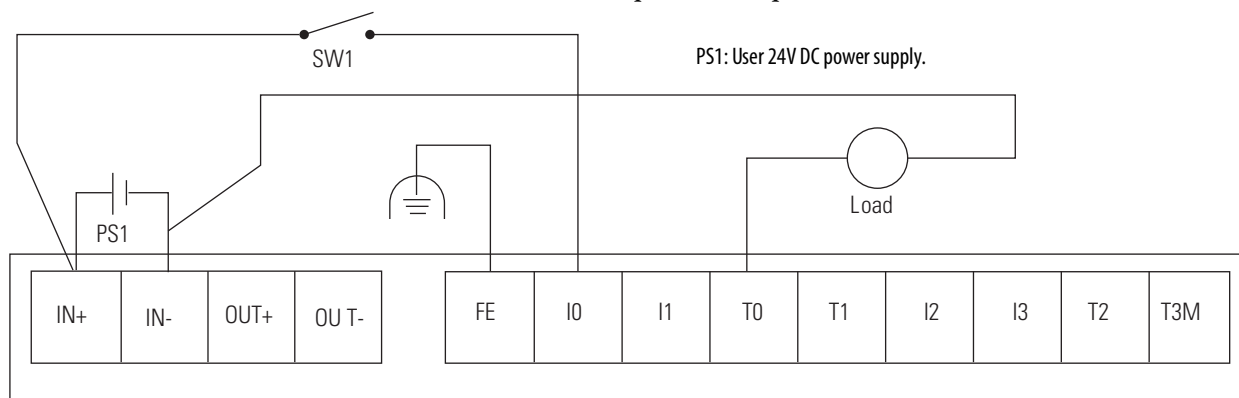 SW1
PS1: User 24V DC power supply.
Load
PS1
IN+ IN- OUT+ OU T- FE I0 I1 T0 T1 I2 I3 T2 T3M